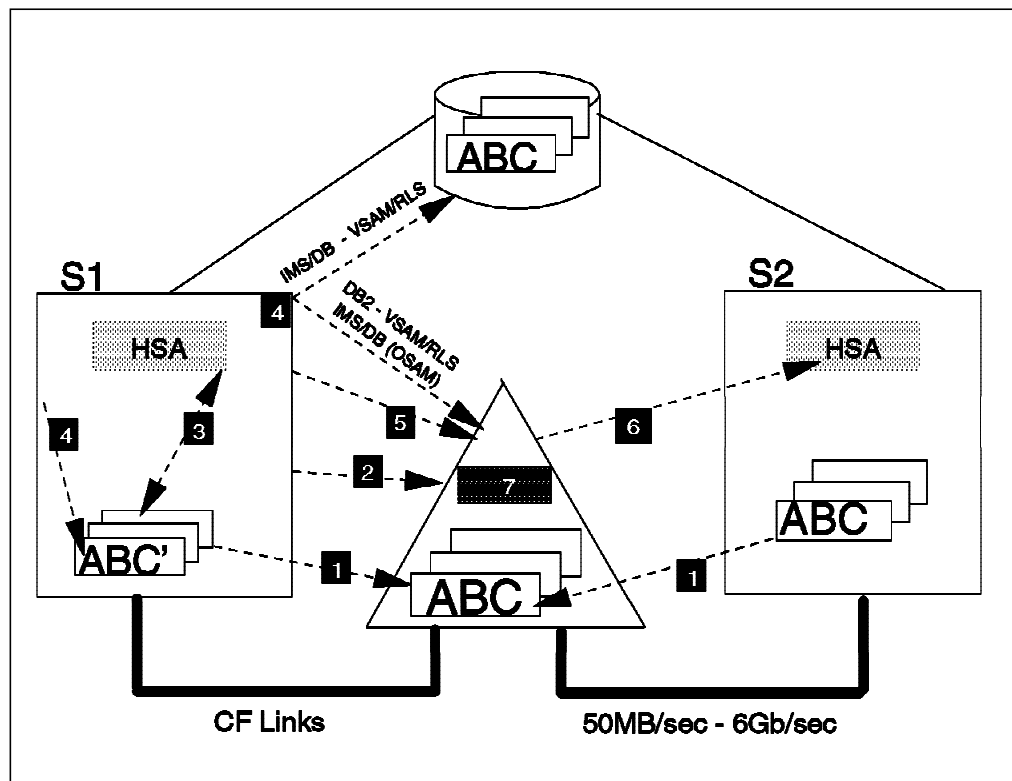 ABC
IMS/DB - VSAM/RLS
S1
S2
4
DB2 - VSAM/RLS
IMS/DB (OSAM)
HSA
HSA
3
5
6
4
2
7
ABC'
ABC
1
1
ABC
CF Links
50MB/sec - 6Gb/sec